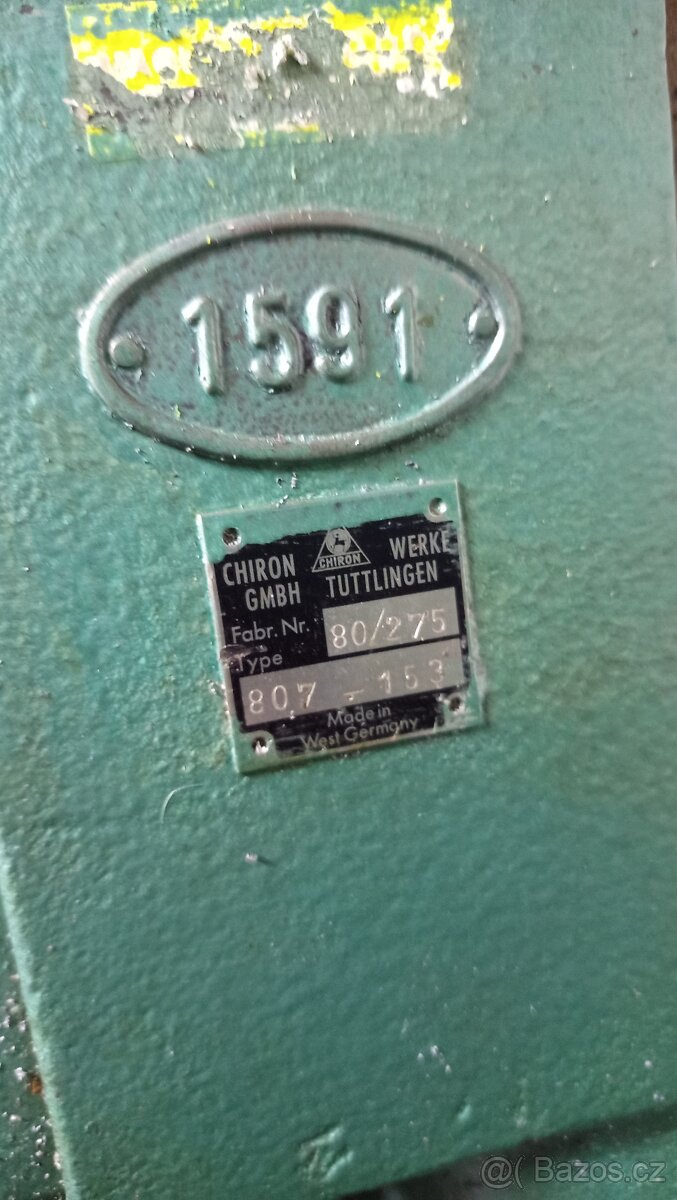 1591
CHIRON CHIRON WERKE
GMBH TUTTLINGEN
Fabr. Nr. 80/275
Type
807 - 153
Made in
West Germany
@( Bazos.cz